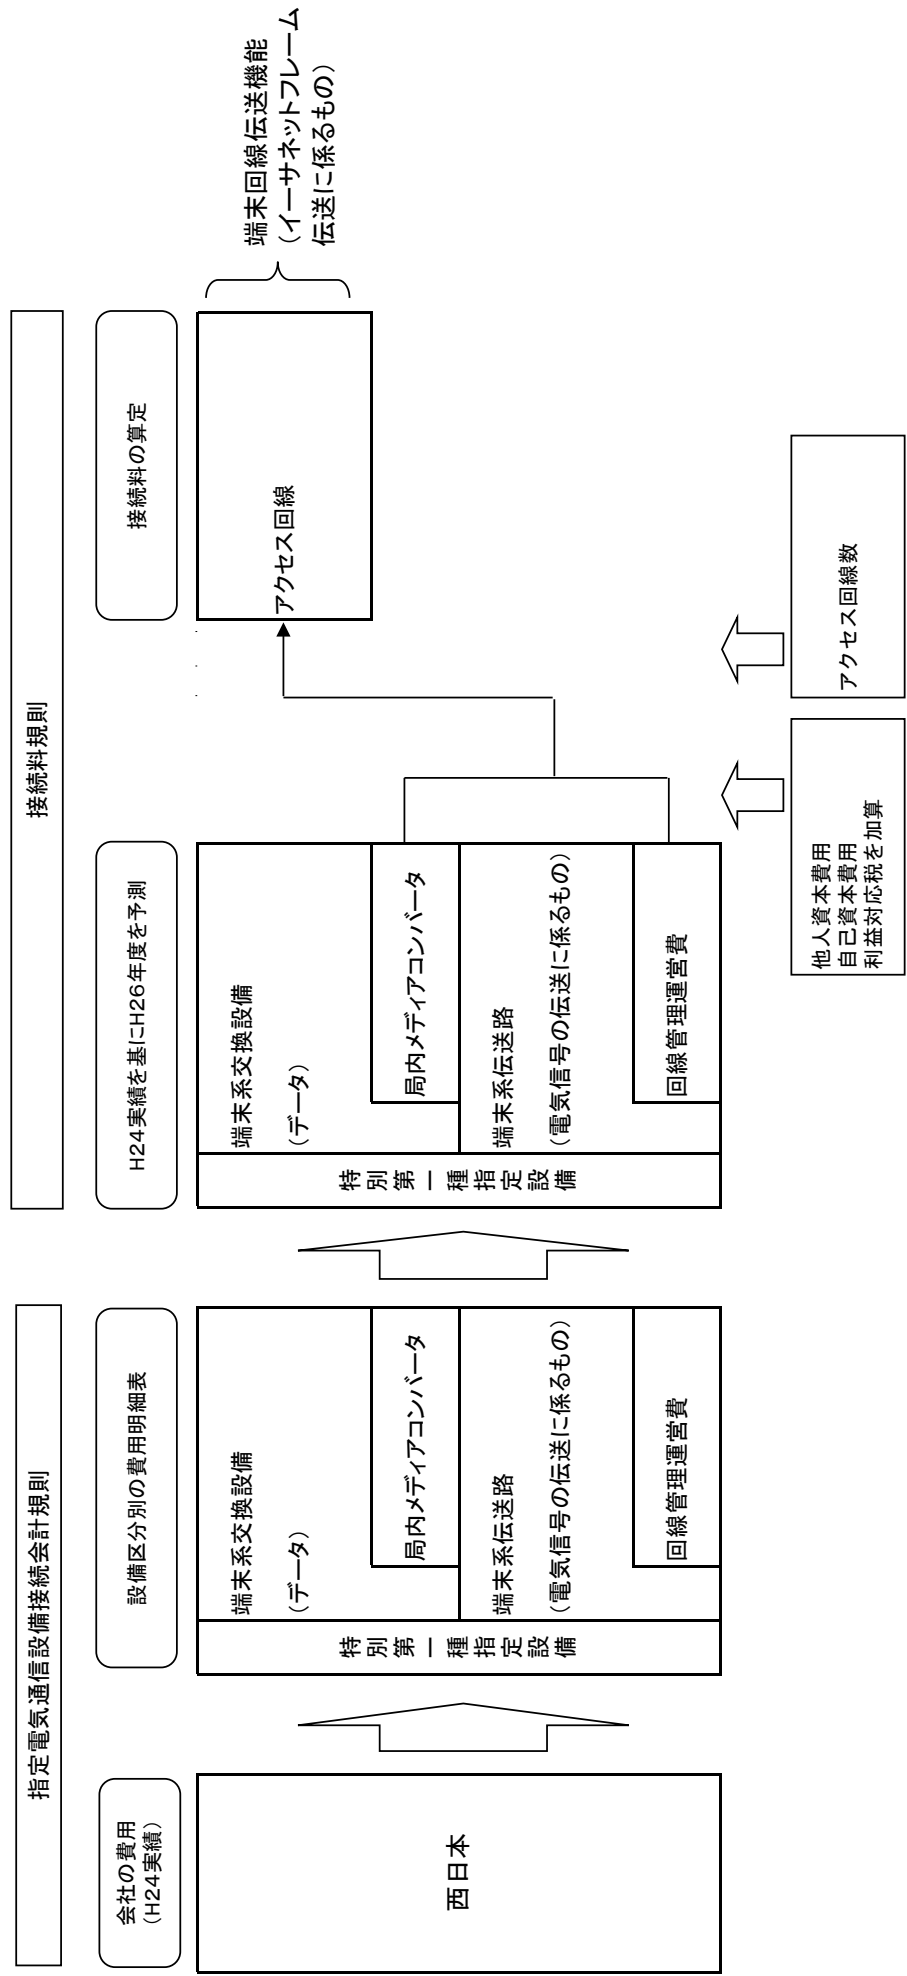 指定電気通信設備接続会計規則
接続料規則
会社の費用
（H24実績）
設備区分別の費用明細表
H24実績を基にH26年度を予測
接続料の算定
西日本
特別第一種指定設備
端末系交換設備
（データ）
局内メディアコンバータ
端末系伝送路
（電気信号の伝送に係るもの）
回線管理運営費
特別第一種指定設備
端末系交換設備
（データ）
局内メディアコンバータ
端末系伝送路
（電気信号の伝送に係るもの）
回線管理運営費
アクセス回線
端末回線伝送機能
（イーサネットフレーム
伝送に係るもの）
他人資本費用
自己資本費用
利益対応税を加算
アクセス回線数